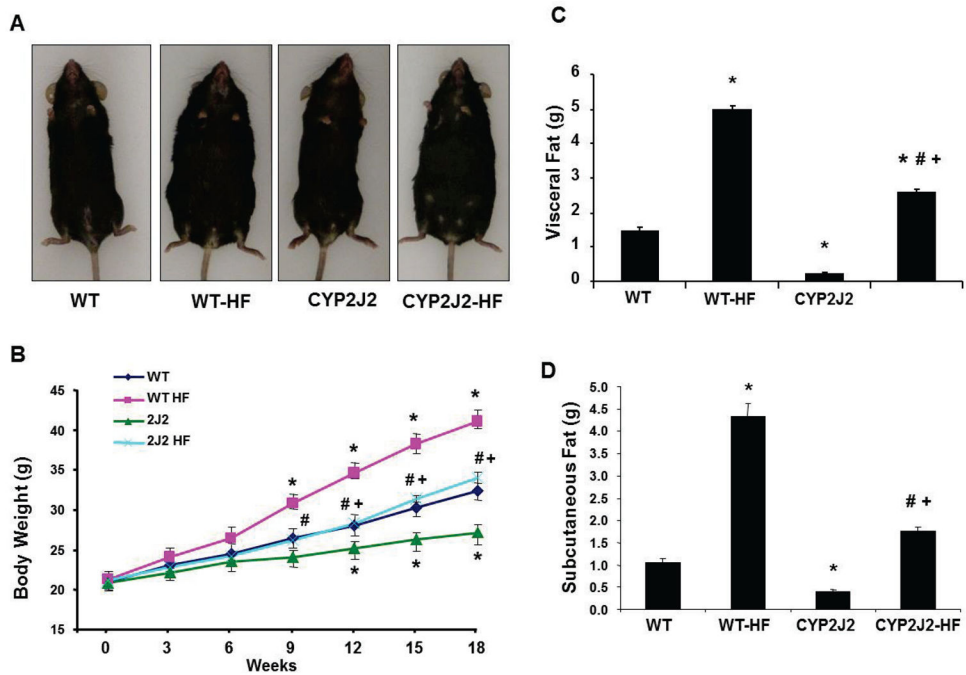 A
WT
WT-HF
CYP2J2
CYP2J2-HF
B
WT
WT HF
2J2
2J2 HF
45
40
35
30
25
20
15
Body Weight (g)
*
*
*
*
#
# +
# +
# +
*
*
*
0 3 6 9 12 15 18
Weeks
C
6
5
4
3
2
1
0
Visceral Fat (g)
*
*
* # +
WT WT-HF CYP2J2
D
5.0
4.5
4.0
3.5
3.0
2.5
2.0
1.5
1.0
0.5
0.0
Subcutaneous Fat (g)
*
*
# +
WT WT-HF CYP2J2 CYP2J2-HF